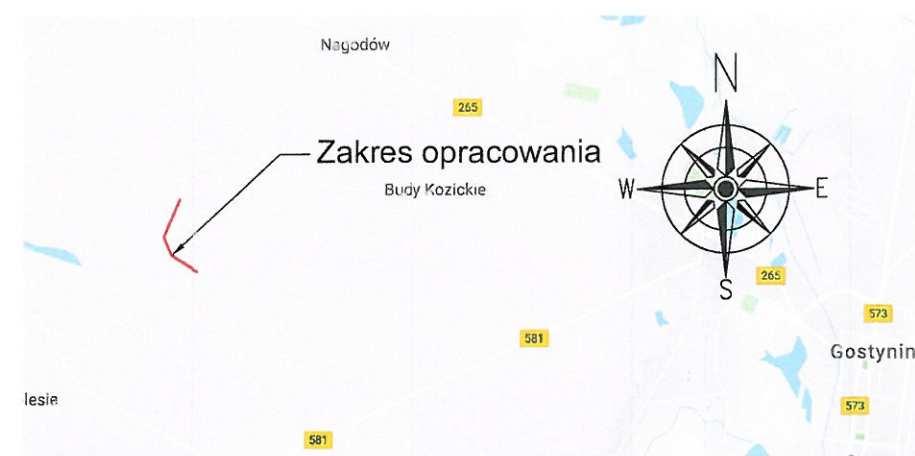 Nagodów
265
N
Zakres opracowania
Budy Kozickie
W
E
S
265
573
581
Gostynin
lesie
573
581